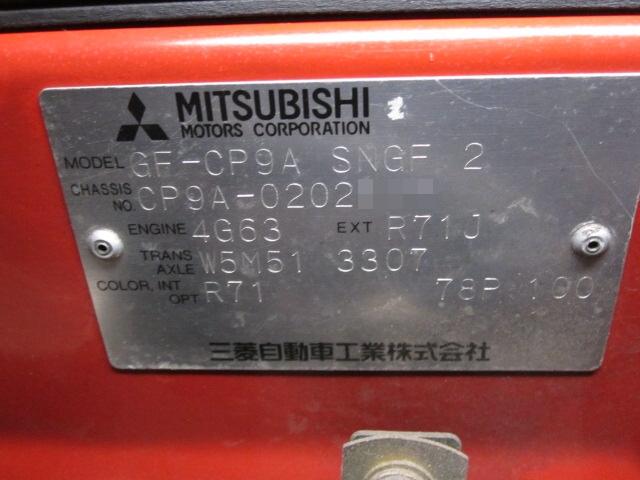 MITSUBISHI
MOTORS CORPORATION
MODEL GF-CP9A SNGF 2
CHASSIS NO. CP9A-0202
ENGINE 4G63 EXT R71J
TRANS AXLE W5M51 3307
COLOR, INT OPT R71 78P 100
三菱自動車工業株式会社